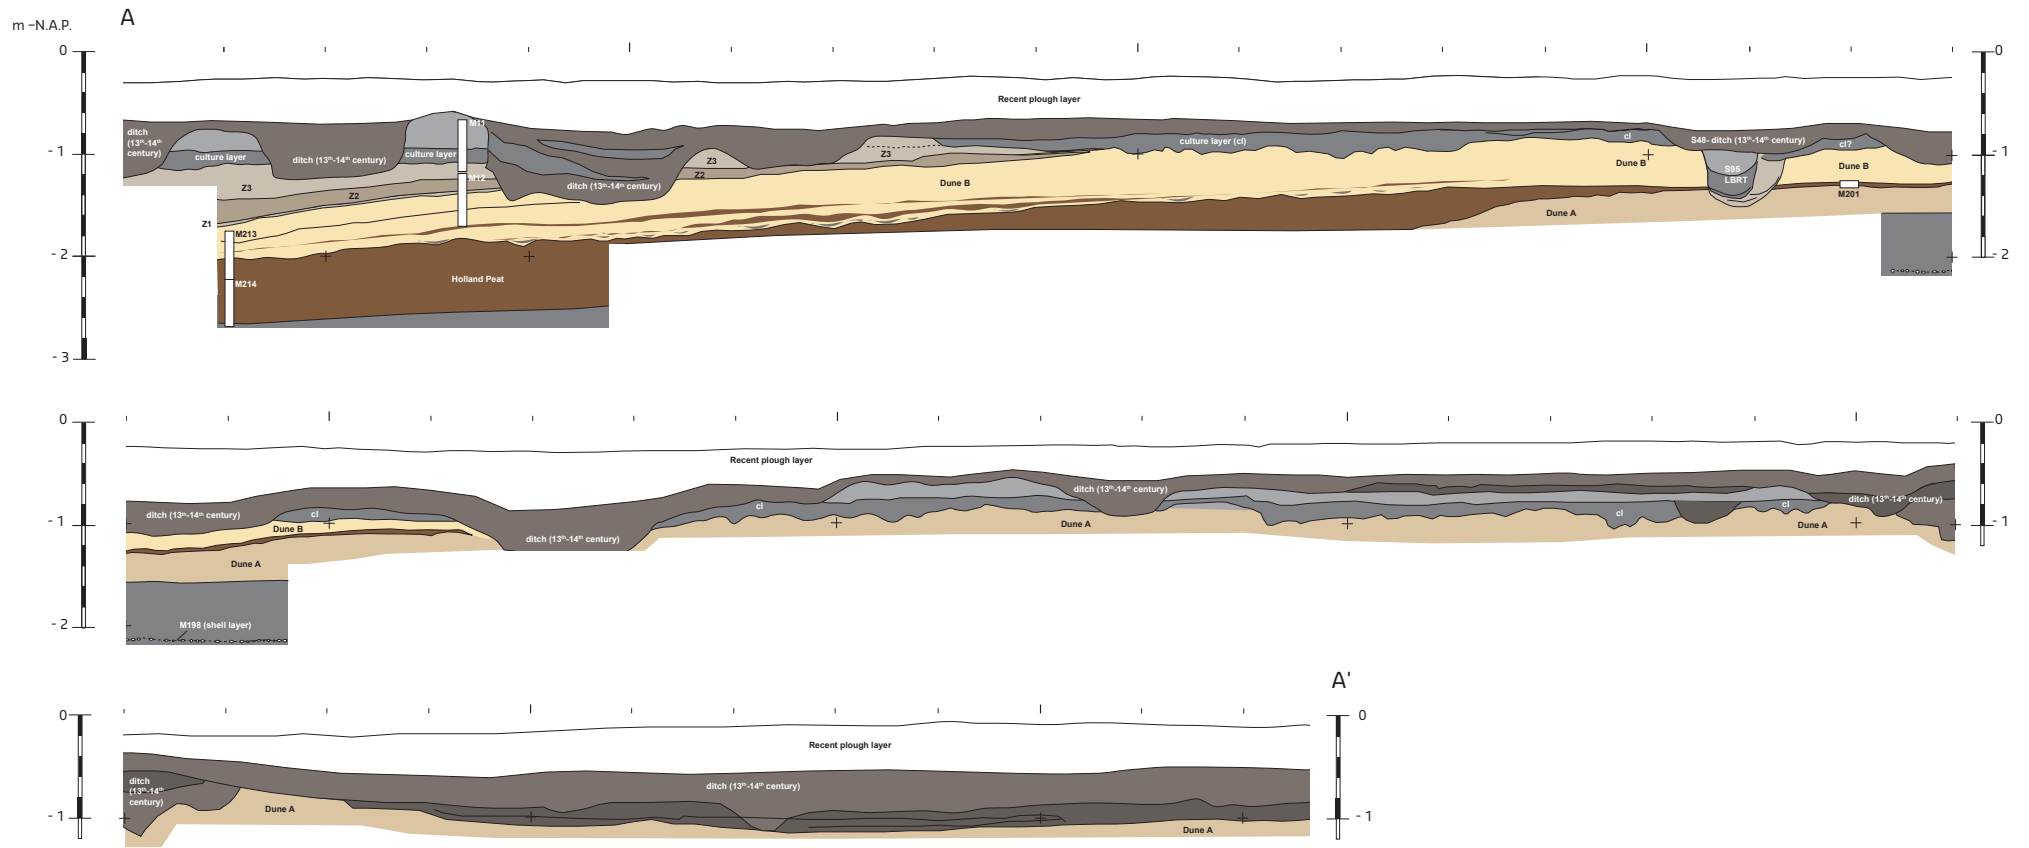 A
m –N.A.P.
0
0
Recent plough layer
ditch
(13th-14th
century)
M11
culture layer
ditch (13th-14th century)
culture layer
culture layer (cl)
cl
S48- ditch (13th-14th century)
cl?
- 1
- 1
Z3
Z3
Z2
Dune B
Dune B
S95
LBRT
M12
ditch (13th-14th century)
Dune B
Z3
Z2
M201
Dune A
Z1
M213
- 2
- 2
Holland Peat
M214
- 3
0
0
Recent plough layer
ditch (13th-14th century)
ditch (13th-14th century)
cl
cl
cl
cl
ditch (13th-14th century)
- 1
- 1
Dune B
Dune A
Dune A
ditch (13th-14th century)
Dune A
- 2
M198 (shell layer)
A'
0
0
Recent plough layer
ditch
(13th-14th
century)
ditch (13th-14th century)
Dune A
- 1
- 1
Dune A